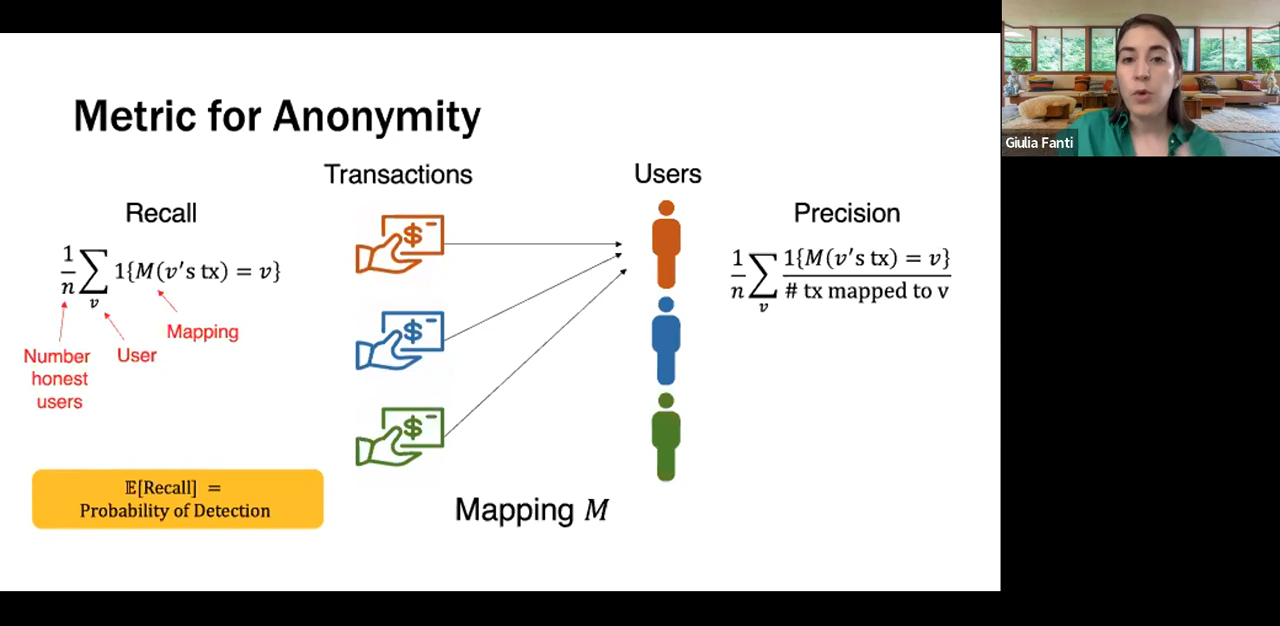 Metric for Anonymity
Transactions
Users
Recall
Precision
1/n ∑_v 1{M(v's tx) = v}
1/n ∑_v 1{M(v's tx) = v} / # tx mapped to v
Mapping
User
Number
honest
users
$
$
$
𝔼[Recall] =
Probability of Detection
Mapping M
Giulia Fanti